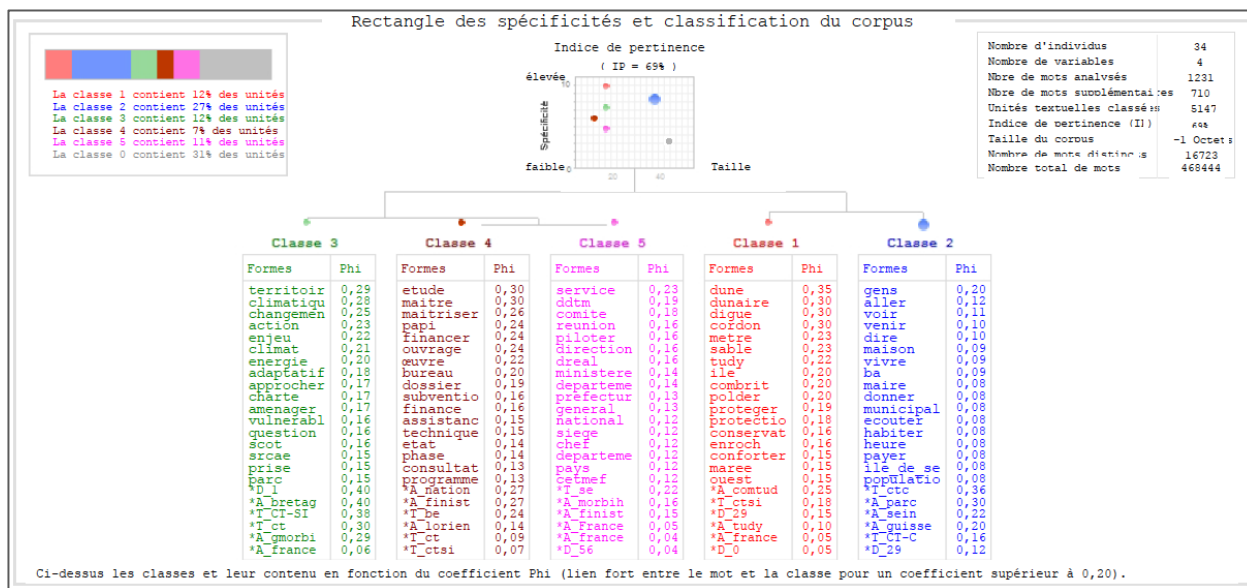 Rectangle des spécificités et classification du corpus
La classe 1 contient 12% des unités
La classe 2 contient 27% des unités
La classe 3 contient 12% des unités
La classe 4 contient 7% des unités
La classe 5 contient 11% des unités
La classe 0 contient 31% des unités
Indice de pertinence
( IP = 69% )
élevée
10
Spécificité
faible
0
20
40
Taille
Nombre d'individus 34
Nombre de variables 4
Nbre de mots analysés 1231
Nbre de mots supplémentaires 710
Unités textuelles classées 5147
Indice de pertinence (I]) 69%
Taille du corpus -1 Octets
Nombre de mots distincts 16723
Nombre total de mots 468444
Classe 3
Formes Phi
territoir 0,29
climatiqu 0,28
changemen 0,25
action 0,23
enjeu 0,22
climat 0,21
energie 0,20
adaptatif 0,18
approcher 0,17
charte 0,17
amenager 0,17
vulnerabl 0,16
question 0,16
scot 0,16
srcae 0,15
prise 0,15
parc 0,15
*D_1 0,40
*A_bretag 0,40
*T_CT-SI 0,38
*T_ct 0,30
*A_gmorbi 0,29
*A_france 0,06
Classe 4
Formes Phi
etude 0,30
maitre 0,30
maitriser 0,26
papi 0,24
financer 0,24
ouvrage 0,24
œuvre 0,22
bureau 0,20
dossier 0,19
subventio 0,16
finance 0,16
assistanc 0,15
technique 0,15
etat 0,14
phase 0,14
consultat 0,13
programme 0,13
*A_nation 0,27
*A_finist 0,27
*T_be 0,24
*A_lorien 0,14
*T_ct 0,09
*T_ctsi 0,07
Classe 5
Formes Phi
service 0,23
ddtm 0,19
comite 0,18
reunion 0,16
piloter 0,16
direction 0,16
dreal 0,16
ministere 0,14
departeme 0,14
prefectur 0,13
general 0,13
national 0,12
siege 0,12
chef 0,12
departeme 0,12
pays 0,12
cetmef 0,12
*T_se 0,22
*A_morbih 0,16
*A_finist 0,15
*A_France 0,05
*A_france 0,04
*D_56 0,04
Classe 1
Formes Phi
dune 0,35
dunaire 0,30
digue 0,30
cordon 0,30
metre 0,23
sable 0,23
tudy 0,22
ile 0,20
combrit 0,20
polder 0,20
proteger 0,19
protectio 0,18
conservat 0,16
enroch 0,16
conforter 0,15
maree 0,15
ouest 0,15
*A_comtud 0,25
*T_ctsi 0,18
*D_29 0,15
*A_tudy 0,10
*A_france 0,05
*D_0 0,05
Classe 2
Formes Phi
gens 0,20
aller 0,12
voir 0,11
venir 0,10
dire 0,10
maison 0,09
vivre 0,09
ba 0,09
maire 0,08
donner 0,08
municipal 0,08
ecouter 0,08
habiter 0,08
heure 0,08
payer 0,08
ile_de_se 0,08
populatio 0,08
*T_ctc 0,36
*A_parc 0,30
*A_sein 0,22
*A_guisse 0,20
*T_CT-C 0,16
*D_29 0,12
Ci-dessus les classes et leur contenu en fonction du coefficient Phi (lien fort entre le mot et la classe pour un coefficient supérieur à 0,20).